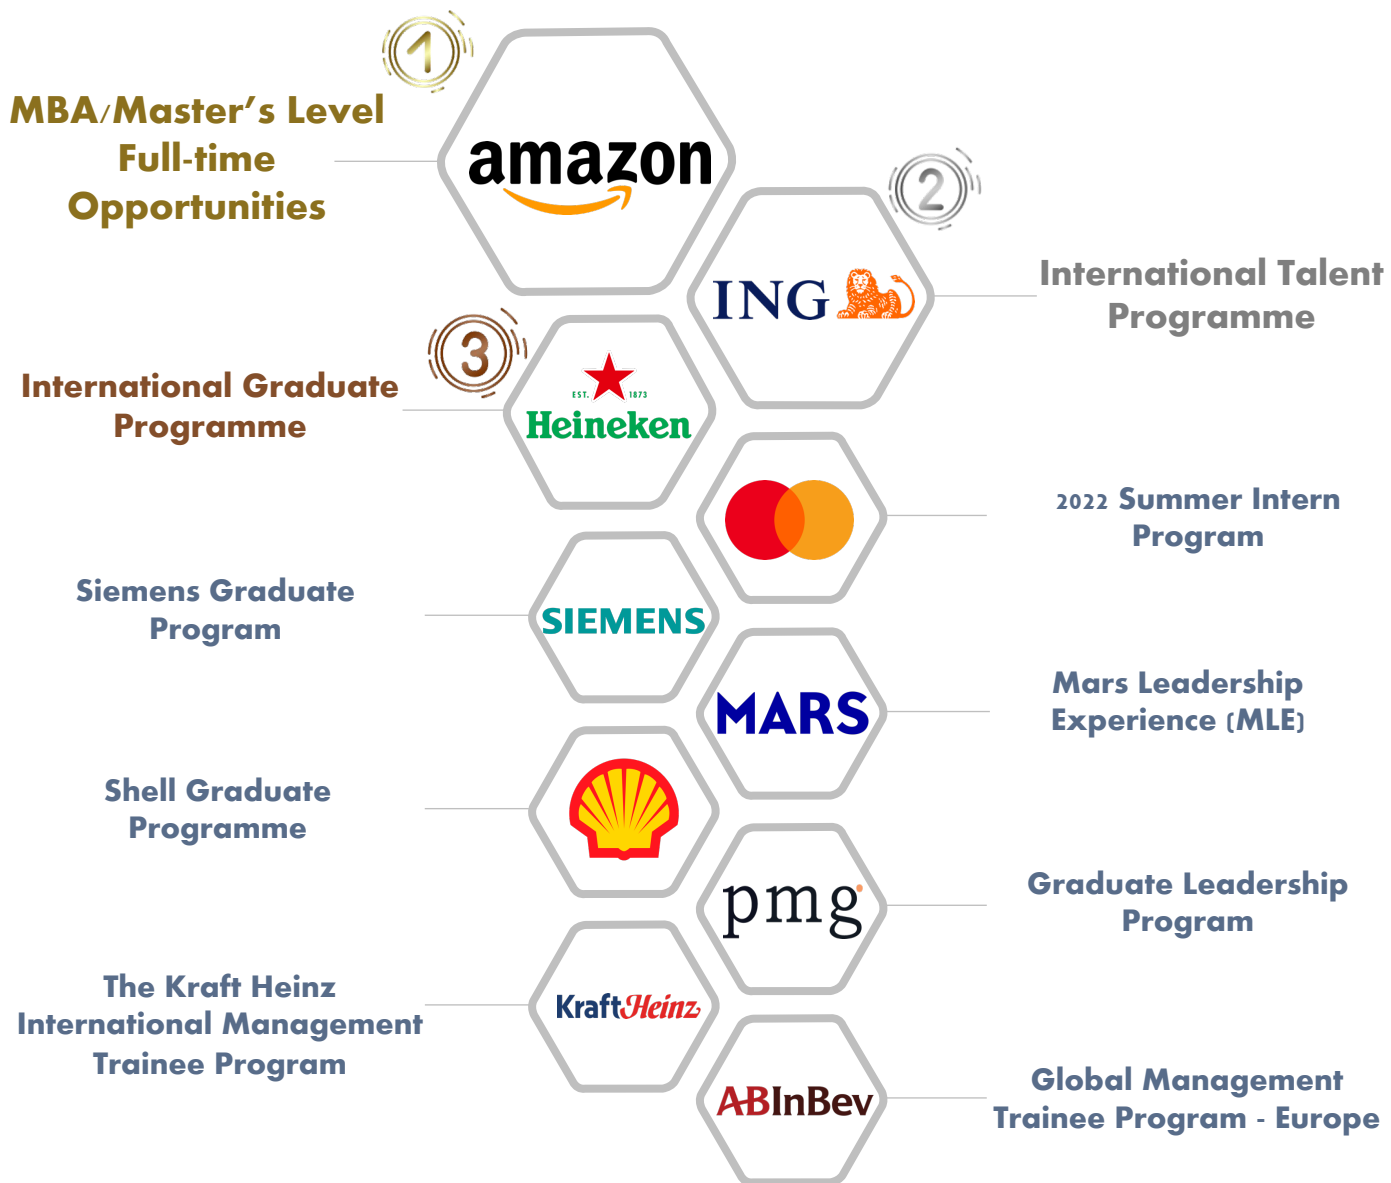 1
MBA/Master’s Level
Full-time
Opportunities
amazon
2
ING
International Talent
Programme
3
International Graduate
Programme
EST. 1873
Heineken
2022 Summer Intern
Program
Siemens Graduate
Program
SIEMENS
MARS
Mars Leadership
Experience (MLE)
Shell Graduate
Programme
pmg
Graduate Leadership
Program
The Kraft Heinz
International Management
Trainee Program
KraftHeinz
ABInBev
Global Management
Trainee Program - Europe